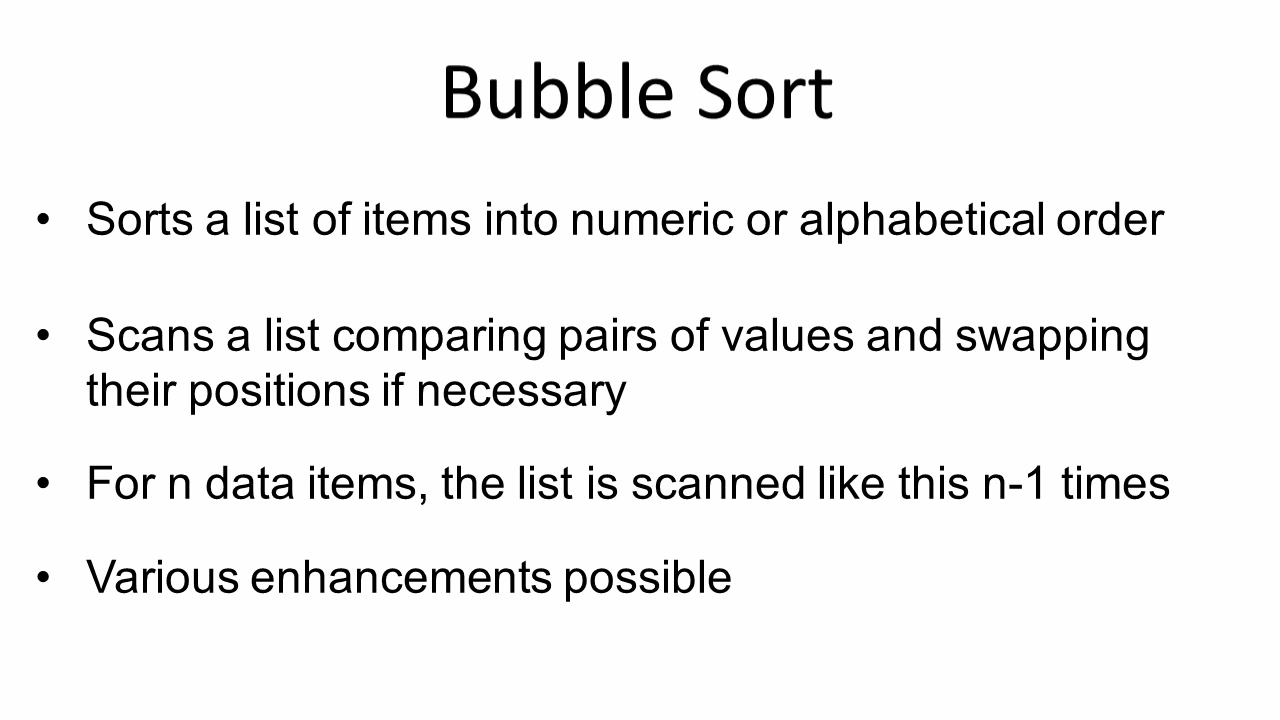 Bubble Sort
• Sorts a list of items into numeric or alphabetical order
• Scans a list comparing pairs of values and swapping
their positions if necessary
• For n data items, the list is scanned like this n-1 times
• Various enhancements possible